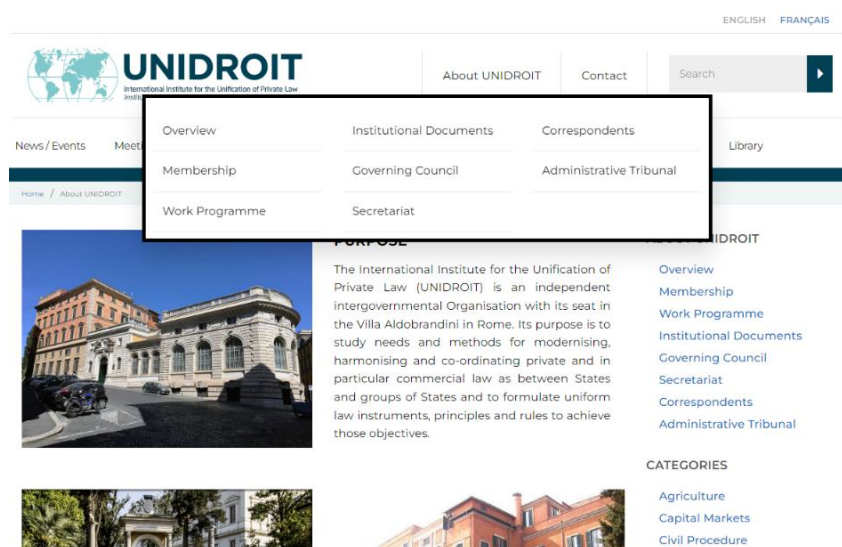 ENGLISH FRANÇAIS
UNIDROIT
International Institute for the Unification of Private Law
About UNIDROIT Contact Search
News / Events
Library
Overview Institutional Documents Correspondents
Membership Governing Council Administrative Tribunal
Work Programme Secretariat
Home / About UNIDROIT
PURPOSE
The International Institute for the Unification of
Private Law (UNIDROIT) is an independent
intergovernmental Organisation with its seat in
the Villa Aldobrandini in Rome. Its purpose is to
study needs and methods for modernising,
harmonising and co-ordinating private and in
particular commercial law as between States
and groups of States and to formulate uniform
law instruments, principles and rules to achieve
those objectives.
ABOUT UNIDROIT
Overview
Membership
Work Programme
Institutional Documents
Governing Council
Secretariat
Correspondents
Administrative Tribunal
CATEGORIES
Agriculture
Capital Markets
Civil Procedure